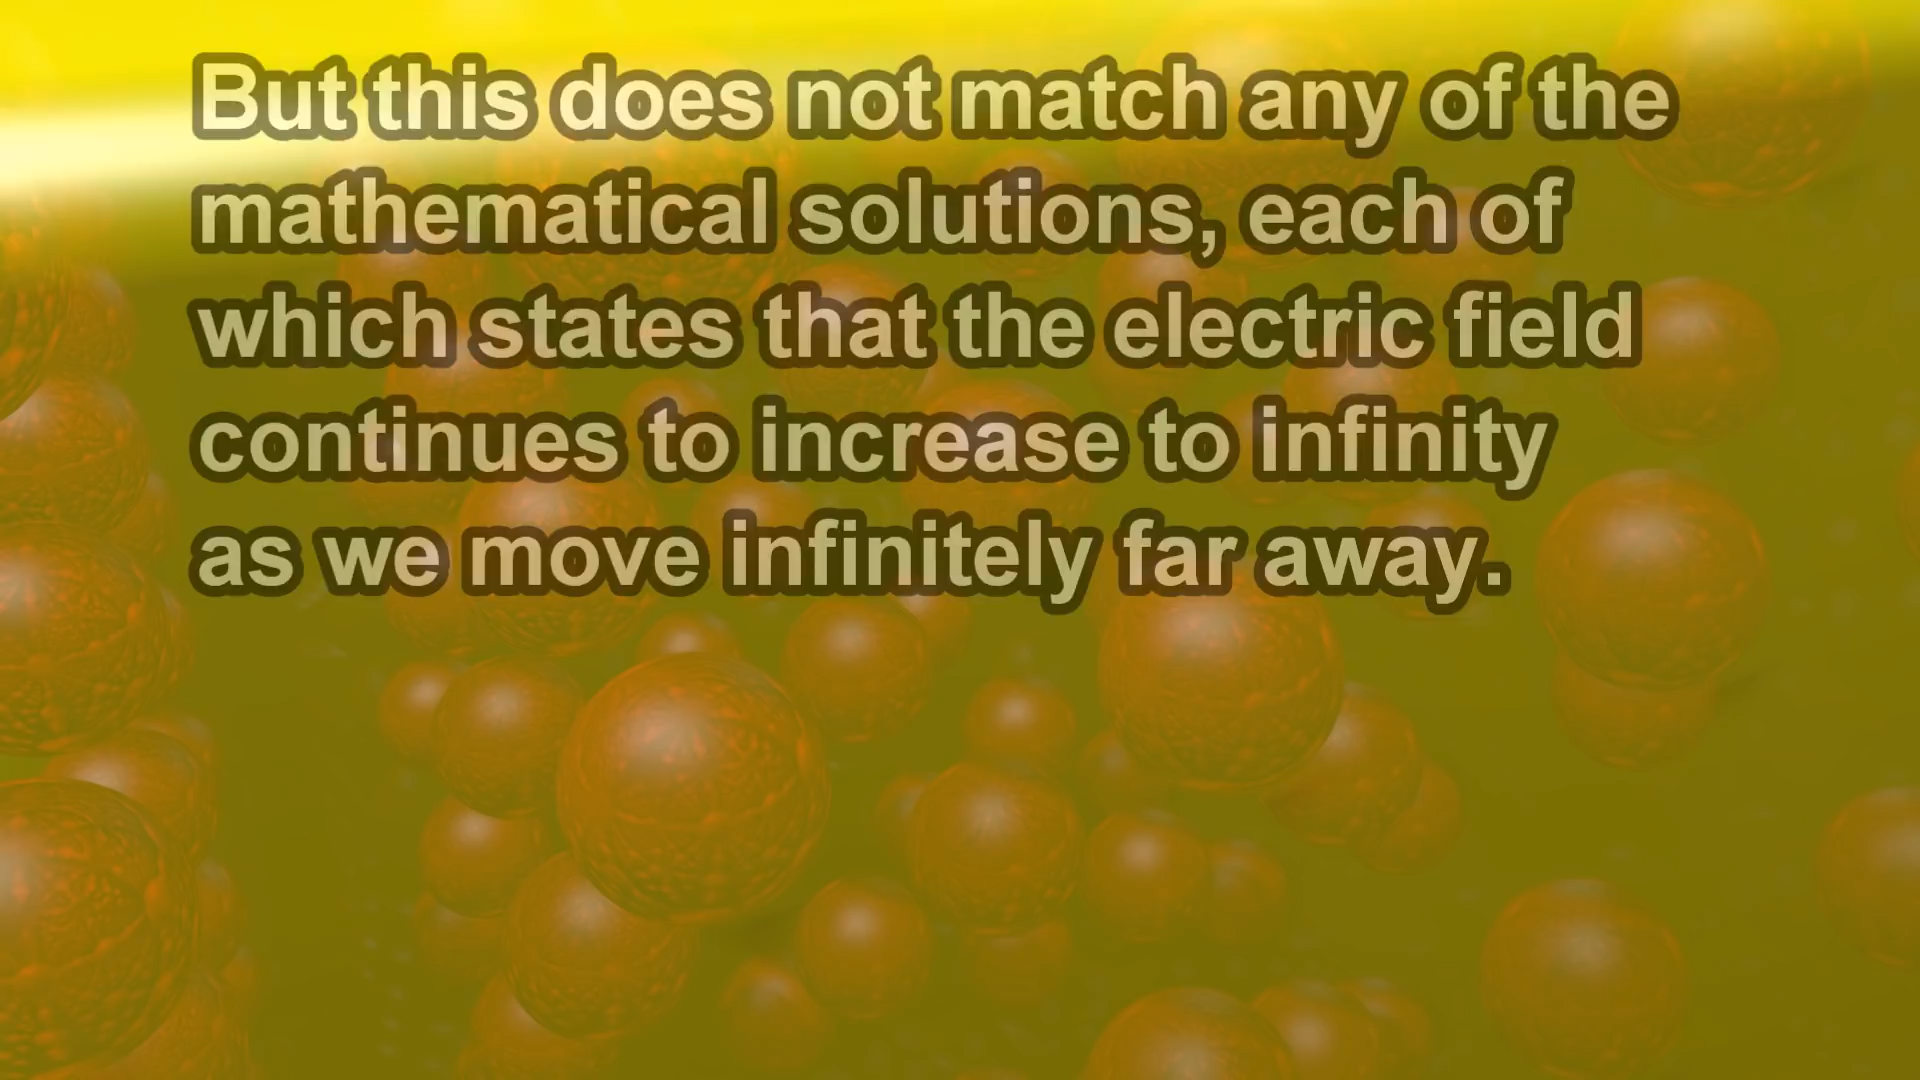 But this does not match any of the
mathematical solutions, each of
which states that the electric field
continues to increase to infinity
as we move infinitely far away.